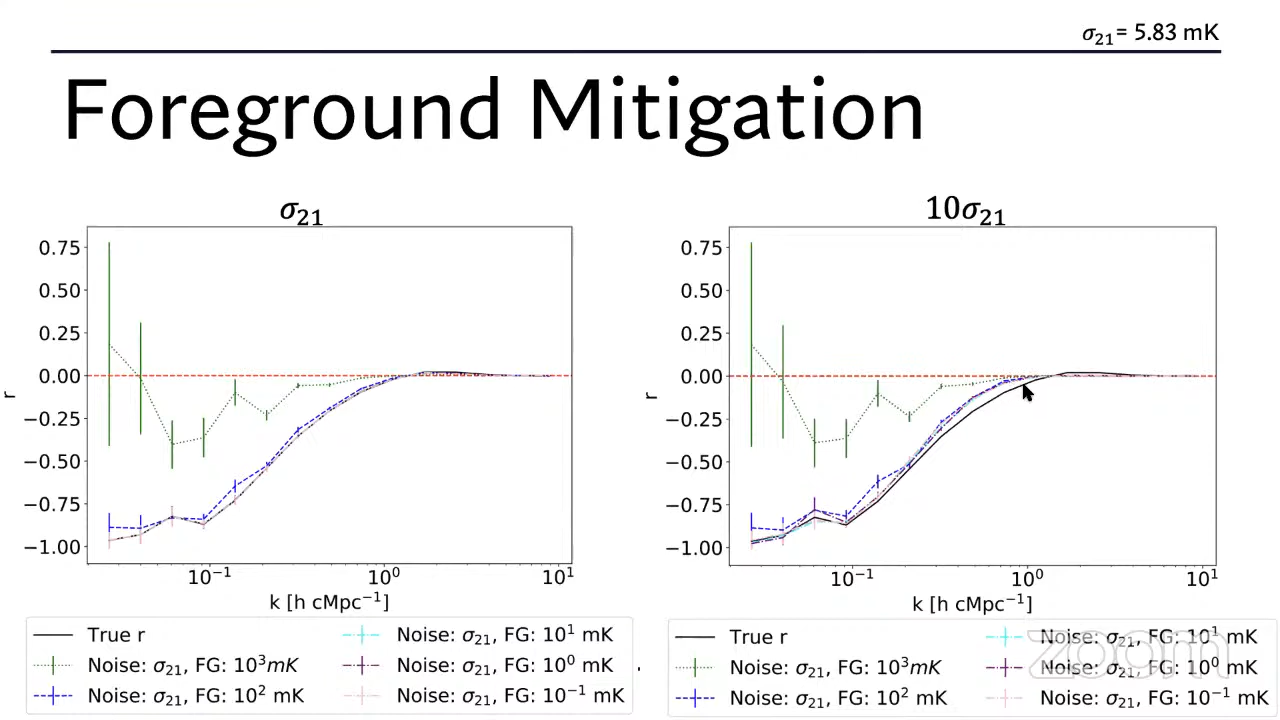 σ21= 5.83 mK
Foreground Mitigation
σ21
0.75
0.50
0.25
0.00
−0.25
−0.50
−0.75
−1.00
r
10−1
10⁰
10¹
k [h cMpc−1]
True r
Noise: σ21, FG: 10³mK
Noise: σ21, FG: 10² mK
Noise: σ21, FG: 10¹ mK
Noise: σ21, FG: 10⁰ mK
Noise: σ21, FG: 10−1 mK
10σ21
0.75
0.50
0.25
0.00
−0.25
−0.50
−0.75
−1.00
r
10−1
10⁰
10¹
k [h cMpc−1]
True r
Noise: σ21, FG: 10³mK
Noise: σ21, FG: 10² mK
Noise: σ21, FG: 10¹ mK
Noise: σ21, FG: 10⁰ mK
Noise: σ21, FG: 10−1 mK
zoom